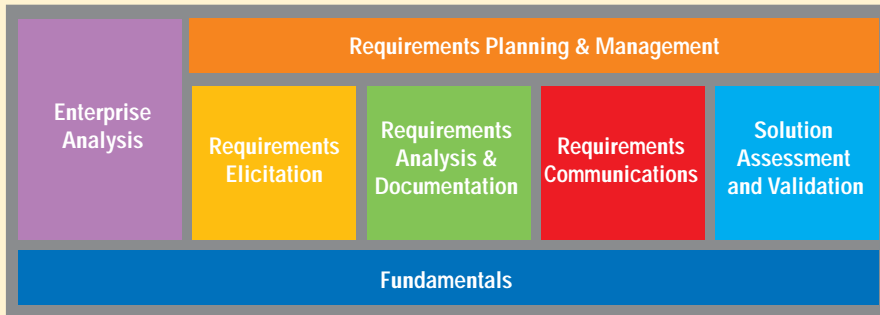 Requirements Planning & Management
Enterprise
Analysis
Requirements
Elicitation
Requirements
Analysis &
Documentation
Requirements
Communications
Solution
Assessment
and Validation
Fundamentals